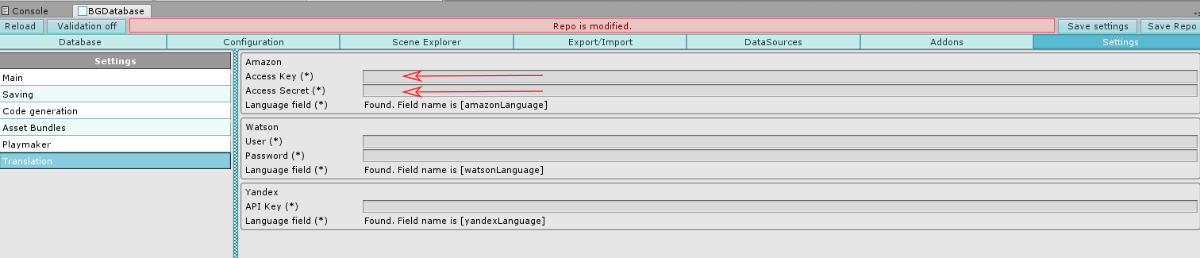 Console BGDatabase
Reload Validation off Repo is modified. Save settings Save Repo
Database Configuration Scene Explorer Export/Import DataSources Addons Settings
Settings
Main
Saving
Code generation
Asset Bundles
Playmaker
Translation
Amazon
Access Key (*)
Access Secret (*)
Language field (*) Found. Field name is [amazonLanguage]
Watson
User (*)
Password (*)
Language field (*) Found. Field name is [watsonLanguage]
Yandex
API Key (*)
Language field (*) Found. Field name is [yandexLanguage]